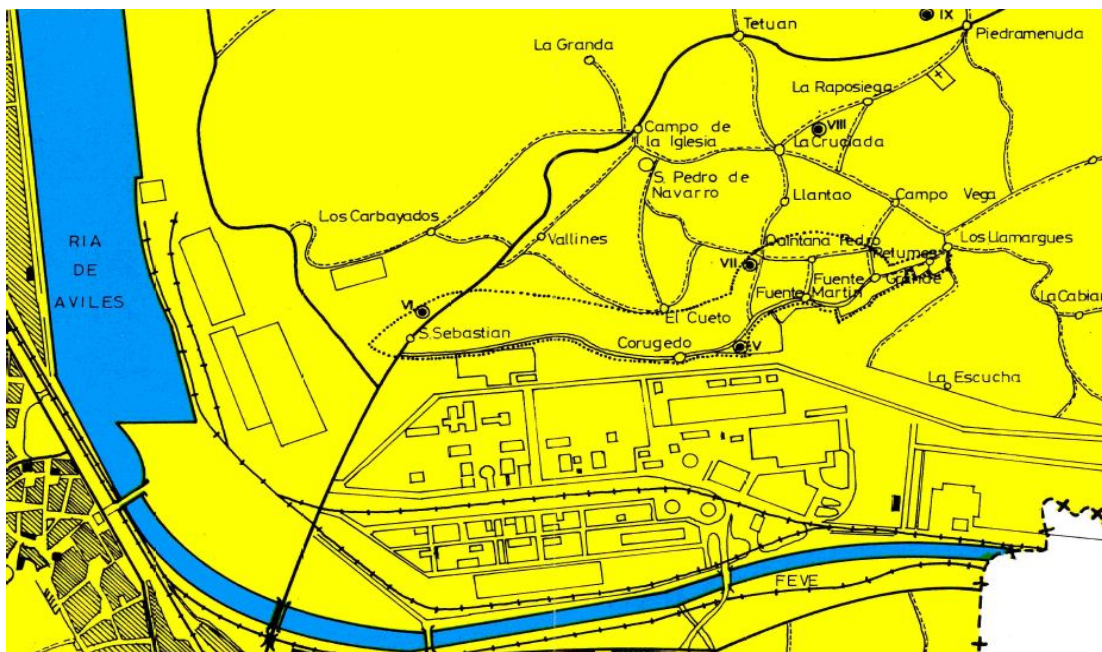 Tetuan
IX
Piedramenuda
La Granda
La Raposiega
VIII
Campo de
la Iglesia
La Cruciada
S. Pedro de
Navarro
Llantao
Campo Vega
Los Carbayados
Vallines
Quintana Pedro
Los Llamargues
RIA
DE
AVILES
VII
Retumes
Fuente Grande
Fuente Martin
La Cabian
VI
El Cueto
S. Sebastian
Corugedo
V
La Escucha
FEVE